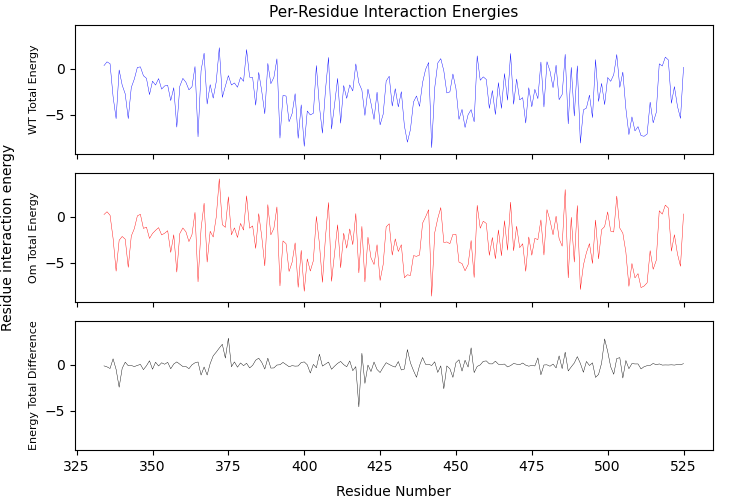 Per-Residue Interaction Energies
Residue interaction energy
WT Total Energy
0
−5
Om Total Energy
0
−5
Energy Total Difference
0
−5
325 350 375 400 425 450 475 500 525
Residue Number